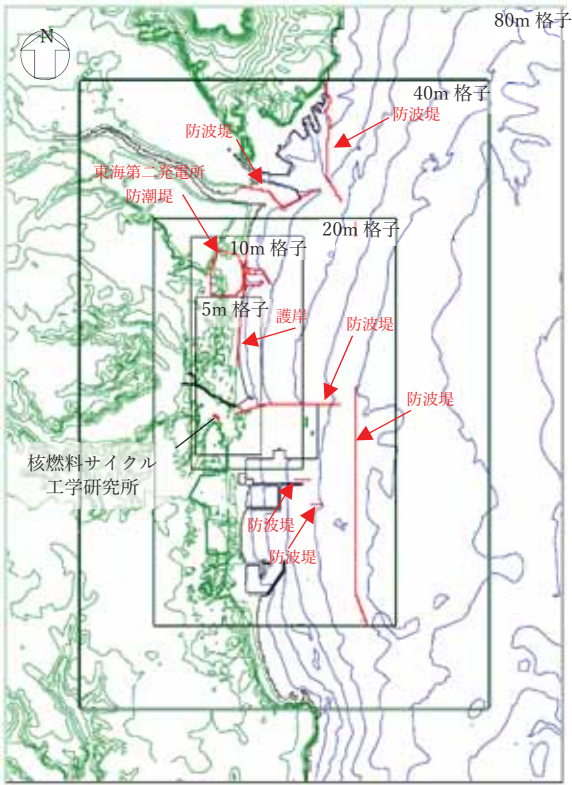 80m 格子
N
40m 格子
防波堤
防波堤
東海第二発電所
防潮堤
20m 格子
10m 格子
5m 格子
護岸
防波堤
防波堤
核燃料サイクル
工学研究所
防波堤
防波堤